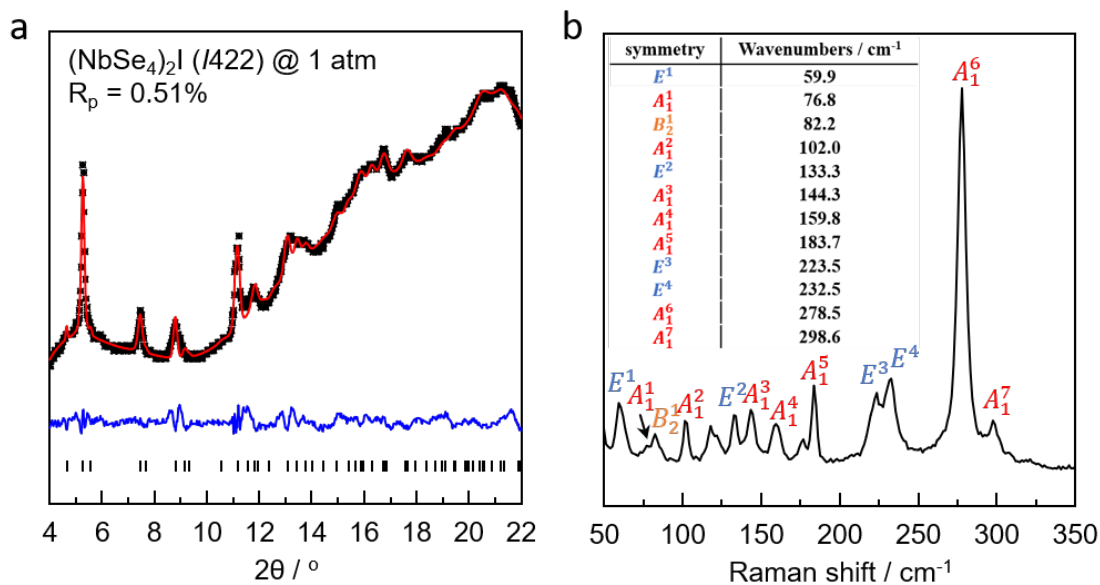 a
(NbSe₄)₂I (I422) @ 1 atm
Rₚ = 0.51%
4 6 8 10 12 14 16 18 20 22
2θ / °
b
symmetry Wavenumbers / cm⁻¹
E¹ 59.9
A₁¹ 76.8
B₂¹ 82.2
A₁² 102.0
E² 133.3
A₁³ 144.3
A₁⁴ 159.8
A₁⁵ 183.7
E³ 223.5
E⁴ 232.5
A₁⁶ 278.5
A₁⁷ 298.6
A₁⁶
E¹ A₁¹ B₂¹ A₁² E² A₁³ A₁⁴ A₁⁵ E³ E⁴ A₁⁷
50 100 150 200 250 300 350
Raman shift / cm⁻¹